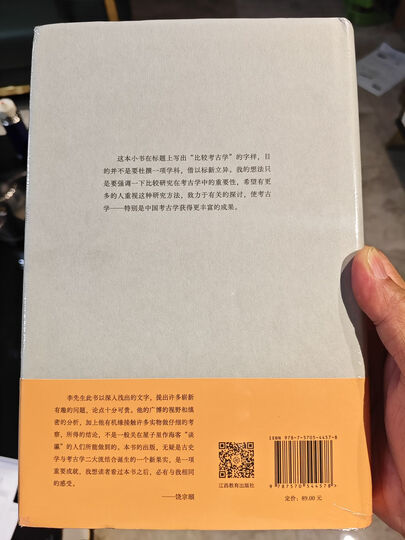 这本小书在标题上写出“比较考古学”的字样，目
的并不是要杜撰一项学科，借以标新立异。我的想法只
是要强调一下比较研究在考古学中的重要性，希望有更
多的人重视这种研究方法，致力于有关的探讨，使考古
学——特别是中国考古学获得更丰富的成果。
李先生此书以深入浅出的文字，提出许多崭新
有趣的问题，论点十分可贵。他的广博的视野和缜
密的分析，加上他有机缘接触许多实物做仔细的考
察，所得的结论，不是一般关在屋子里作海客“谈
瀛”的人们所能做到的。本书的出版，无疑是古史
学与考古学二大流结合诞生的一个新果实，是一项
重要成就，我想读者看过本书之后，必有与我相同
的感受。
——饶宗颐
江西教育出版社
ISBN 978-7-5705-4457-8
9 787570 544578 >
定价：89.00 元